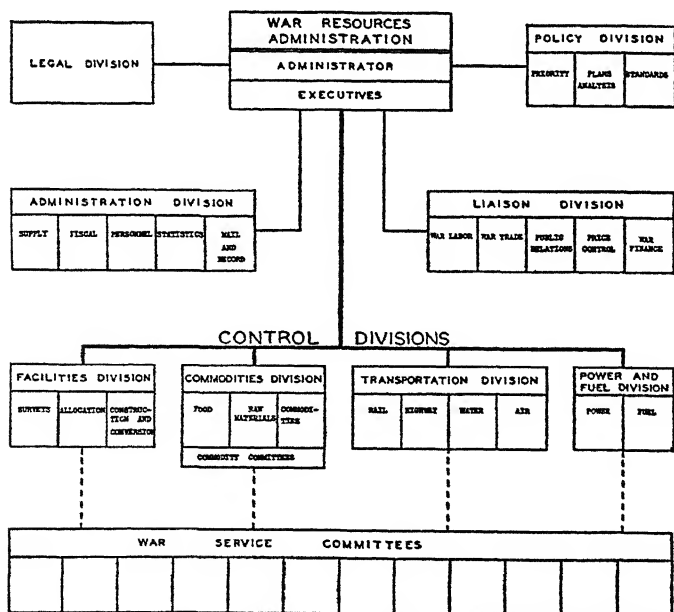 WAR RESOURCES
ADMINISTRATION
ADMINISTRATOR
EXECUTIVES
LEGAL DIVISION
POLICY DIVISION
PRIORITY
PLANS
ANALYSIS
STANDARDS
ADMINISTRATION DIVISION
SUPPLY
FISCAL
PERSONNEL
STATISTICS
MAIL
AND
RECORD
LIAISON DIVISION
WAR LABOR
WAR TRADE
PUBLIC
RELATIONS
PRICE
CONTROL
WAR
FINANCE
CONTROL DIVISIONS
FACILITIES DIVISION
SURVEYS
ALLOCATION
CONSTRUC-
TION AND
CONVERSION
COMMODITIES DIVISION
FOOD
RAW
MATERIALS
COMMODI-
TIES
COMMODITY COMMITTEES
TRANSPORTATION DIVISION
RAIL
HIGHWAY
WATER
AIR
POWER AND
FUEL DIVISION
POWER
FUEL
WAR SERVICE COMMITTEES